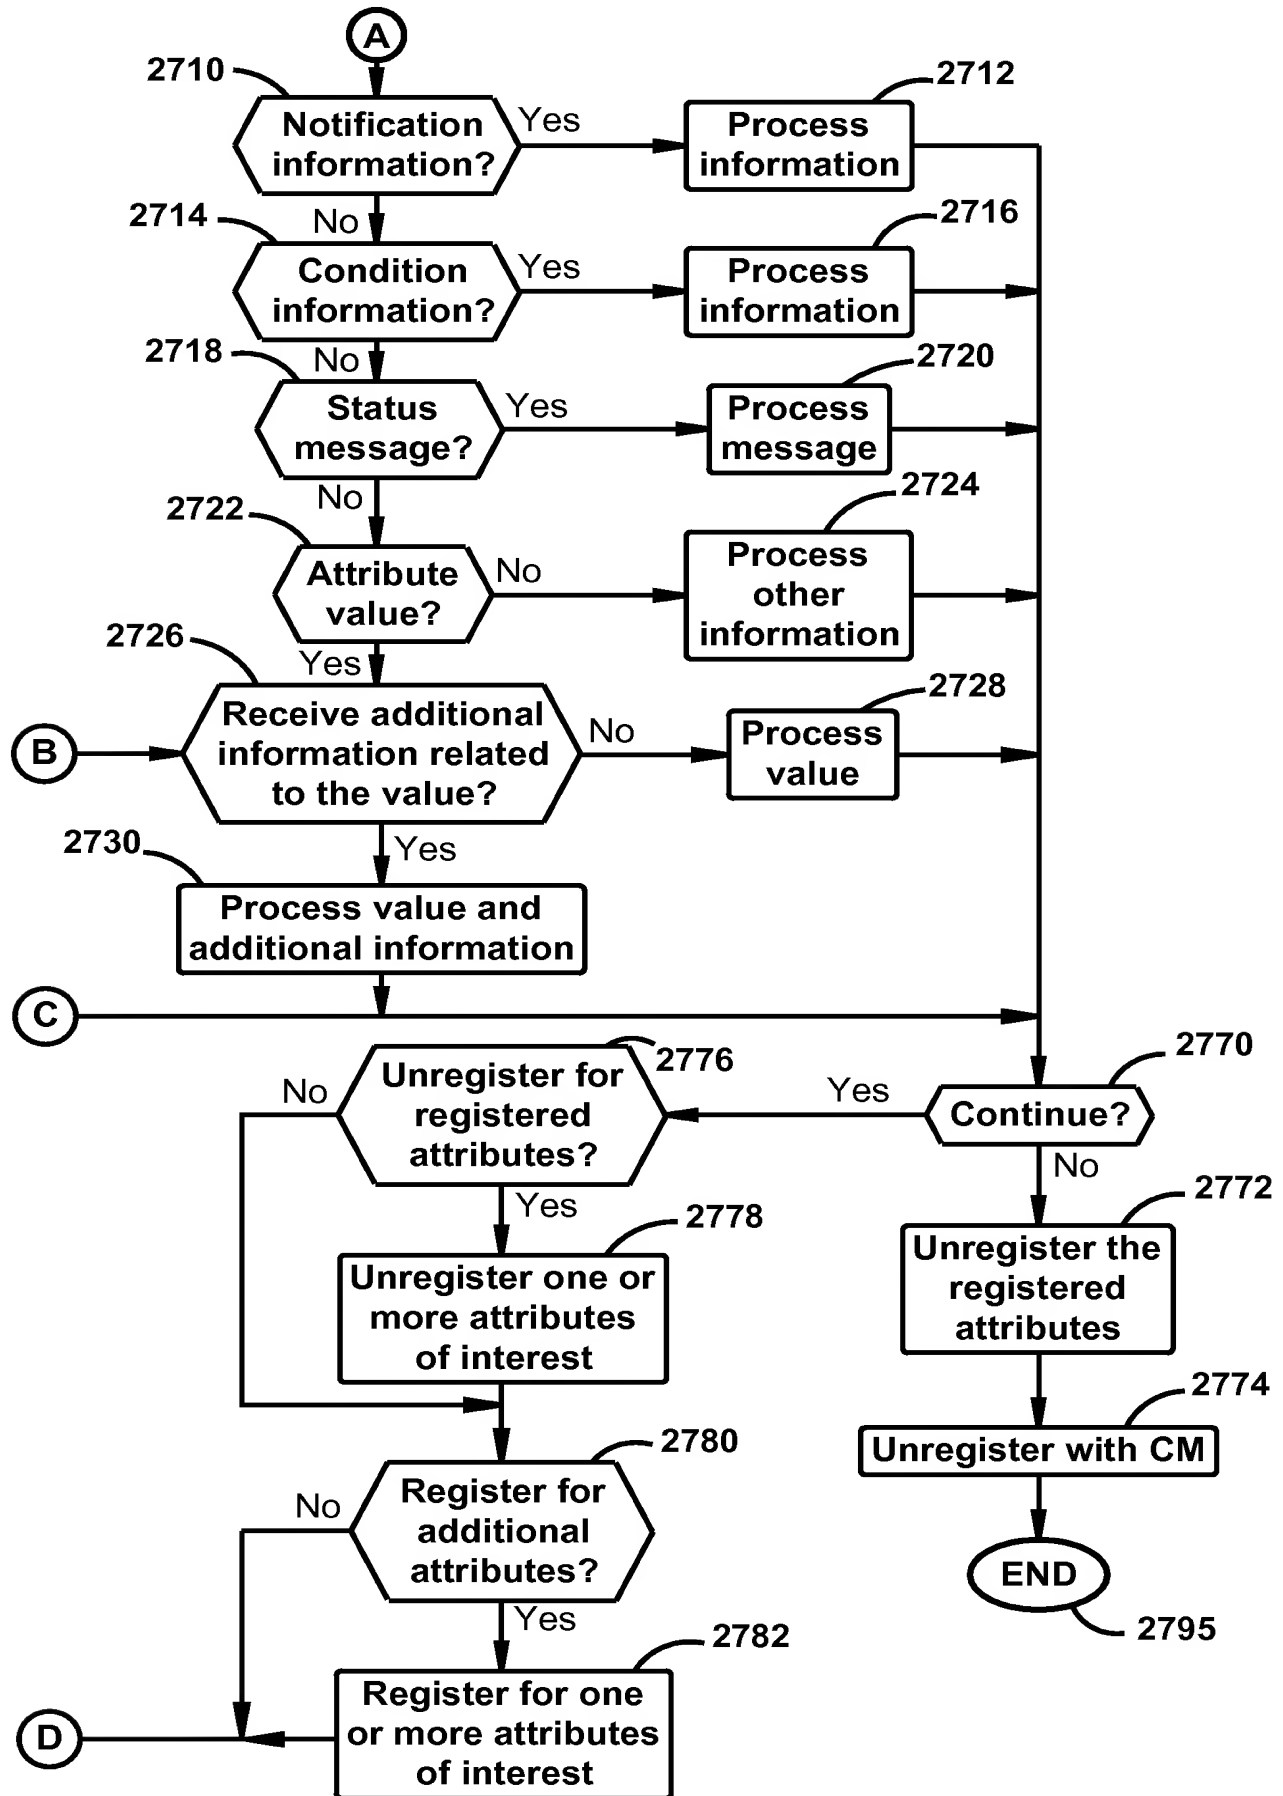 A
2710
2712
Notification
information?
Yes
Process
information
No
2714
2716
Condition
information?
Yes
Process
information
No
2718
2720
Status
message?
Yes
Process
message
No
2722
2724
Attribute
value?
No
Process
other
information
Yes
2726
2728
B
Receive additional
information related
to the value?
No
Process
value
Yes
2730
Process value and
additional information
C
2776
2770
No
Unregister for
registered
attributes?
Yes
Continue?
No
Yes
2772
2778
Unregister the
registered
attributes
Unregister one or
more attributes
of interest
2774
2780
Unregister with CM
No
Register for
additional
attributes?
END
2795
Yes
2782
D
Register for one
or more attributes
of interest